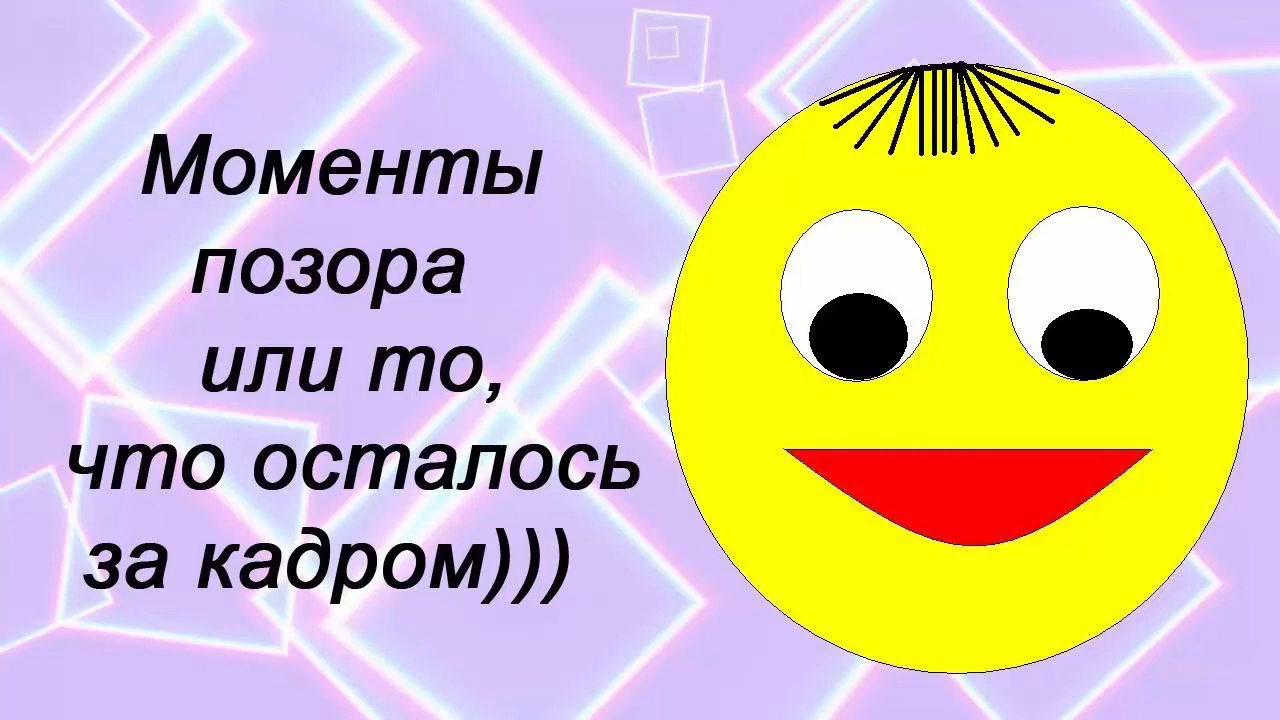 Моменты
позора
или то,
что осталось
за кадром)))